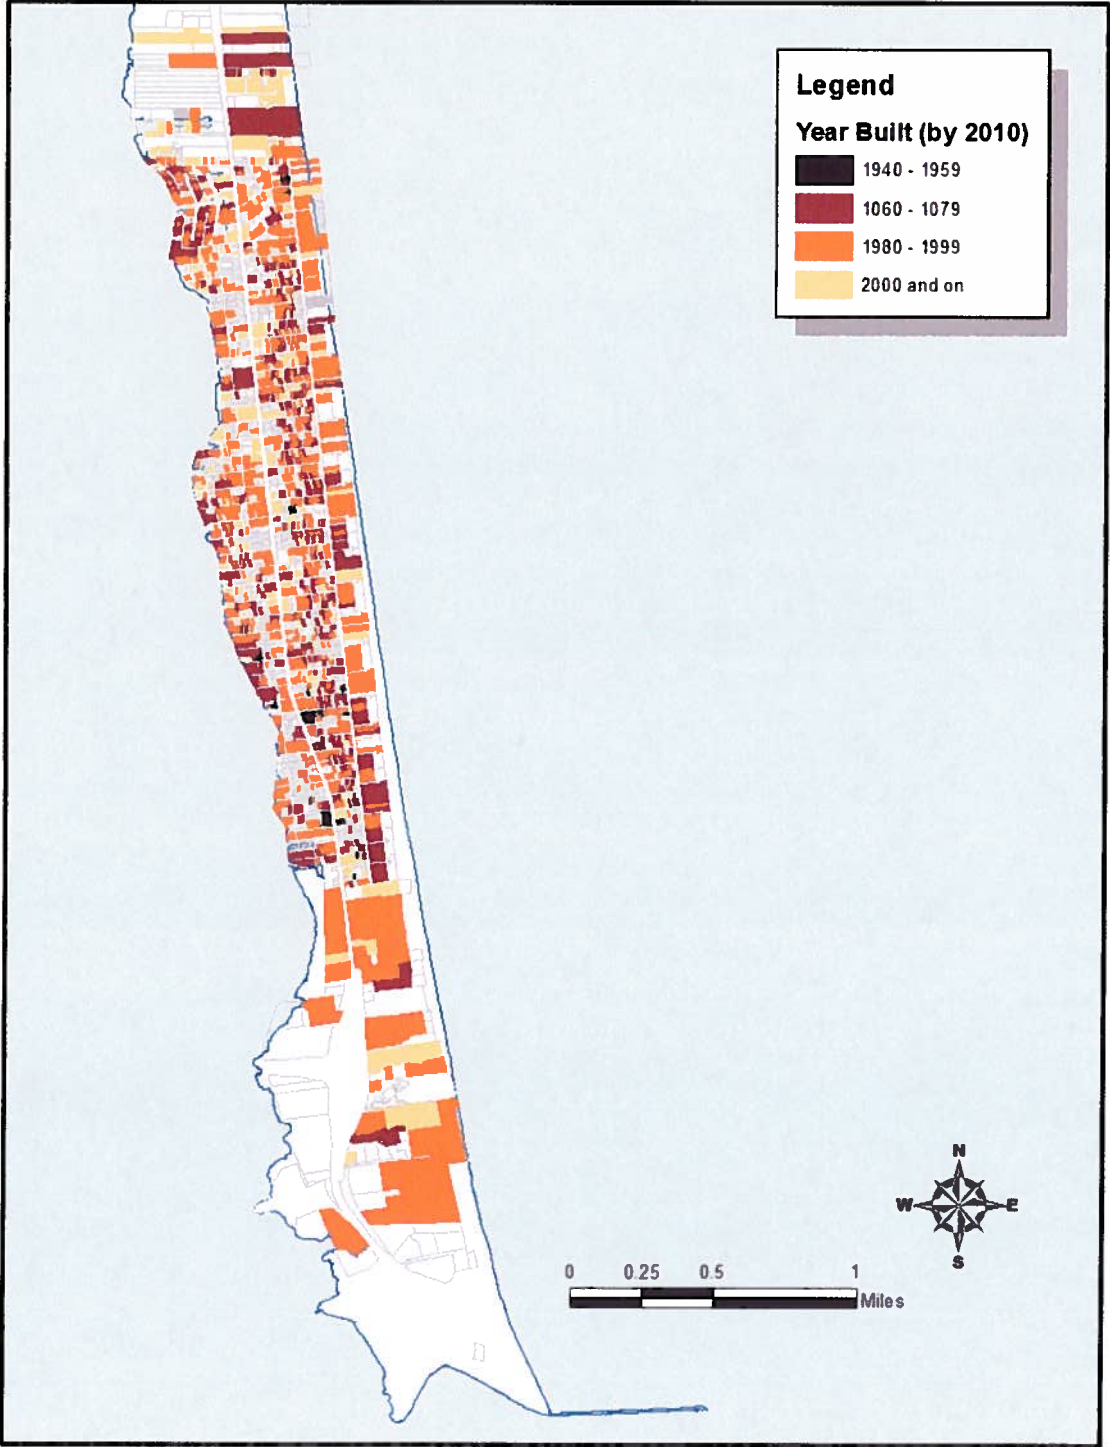 Legend
Year Built (by 2010)
1940 - 1959
1060 - 1079
1980 - 1999
2000 and on
N
W E
S
0 0.25 0.5 1
Miles